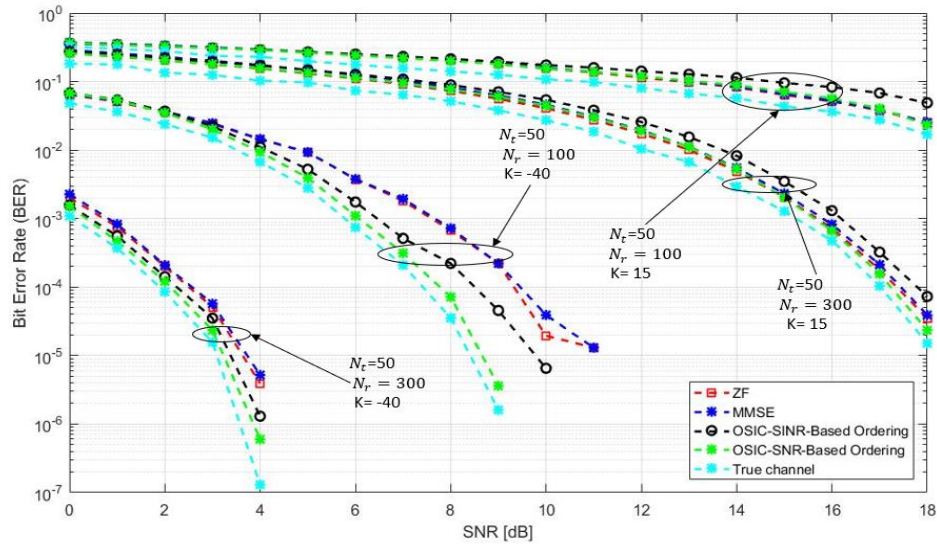 10^0
10^-1
10^-2
10^-3
10^-4
10^-5
10^-6
10^-7
Bit Error Rate (BER)
0
2
4
6
8
10
12
14
16
18
SNR [dB]
N_t=50
N_r = 100
K= -40
N_t=50
N_r = 100
K= 15
N_t=50
N_r = 300
K= 15
N_t=50
N_r = 300
K= -40
ZF
MMSE
OSIC-SINR-Based Ordering
OSIC-SNR-Based Ordering
True channel